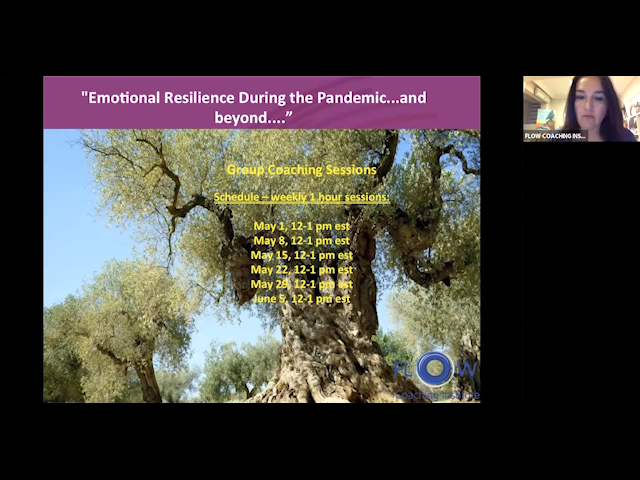 "Emotional Resilience During the Pandemic...and
beyond....”
FLOW COACHING INS...
Group Coaching Sessions
Schedule – weekly 1 hour sessions:
May 1, 12-1 pm est
May 8, 12-1 pm est
May 15, 12-1 pm est
May 22, 12-1 pm est
May 29, 12-1 pm est
June 5, 12-1 pm est
FLOW
Coaching Institute